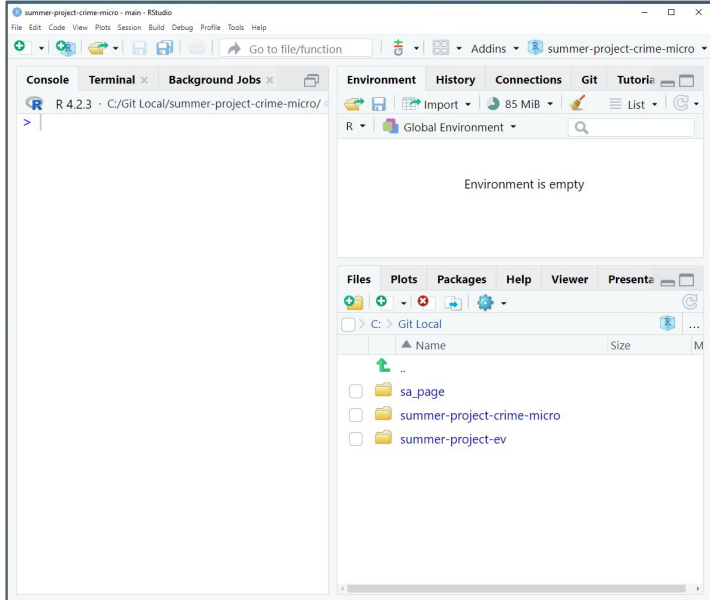 summer-project-crime-micro - main - RStudio
File Edit Code View Plots Session Build Debug Profile Tools Help
Go to file/function Addins summer-project-crime-micro
Console Terminal Background Jobs
R 4.2.3 · C:/Git Local/summer-project-crime-micro/
>
Environment History Connections Git Tutoria
Import 85 MiB List
R Global Environment
Environment is empty
Files Plots Packages Help Viewer Presenta
C: > Git Local ...
Name Size M
..
sa_page
summer-project-crime-micro
summer-project-ev